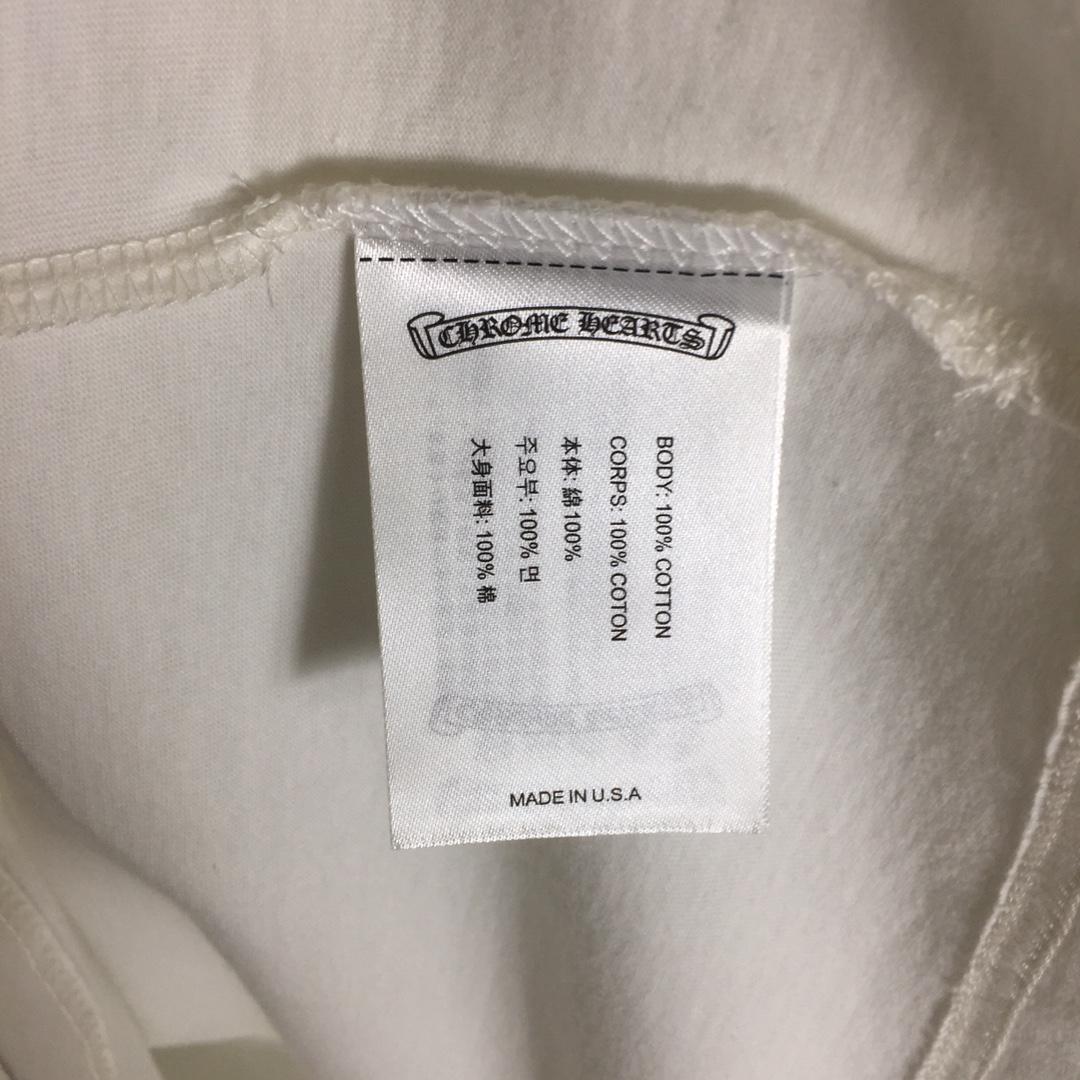 CHROME HEARTS
BODY: 100% COTTON
CORPS: 100% COTON
本体: 綿 100%
주요부: 100% 면
大身面料: 100% 棉
MADE IN U.S.A